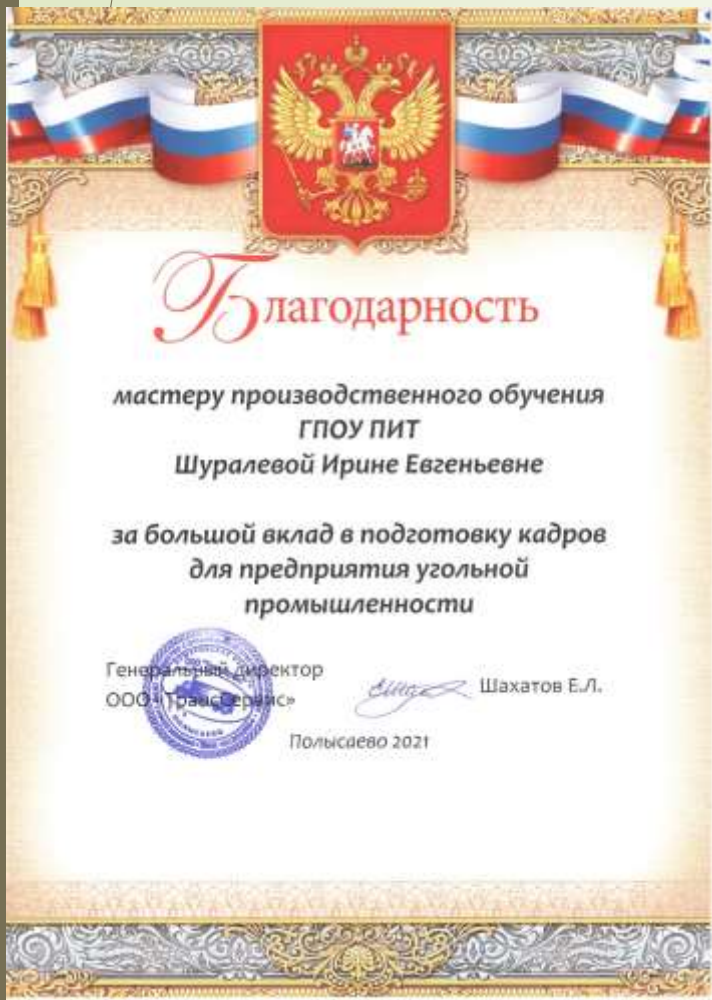 Благодарность
мастеру производственного обучения
ГПОУ ПИТ
Шуралевой Ирине Евгеньевне
за большой вклад в подготовку кадров
для предприятия угольной
промышленности
Генеральный директор
ООО «ТрансСервис»
Шахатов Е.Л.
Полысаево 2021